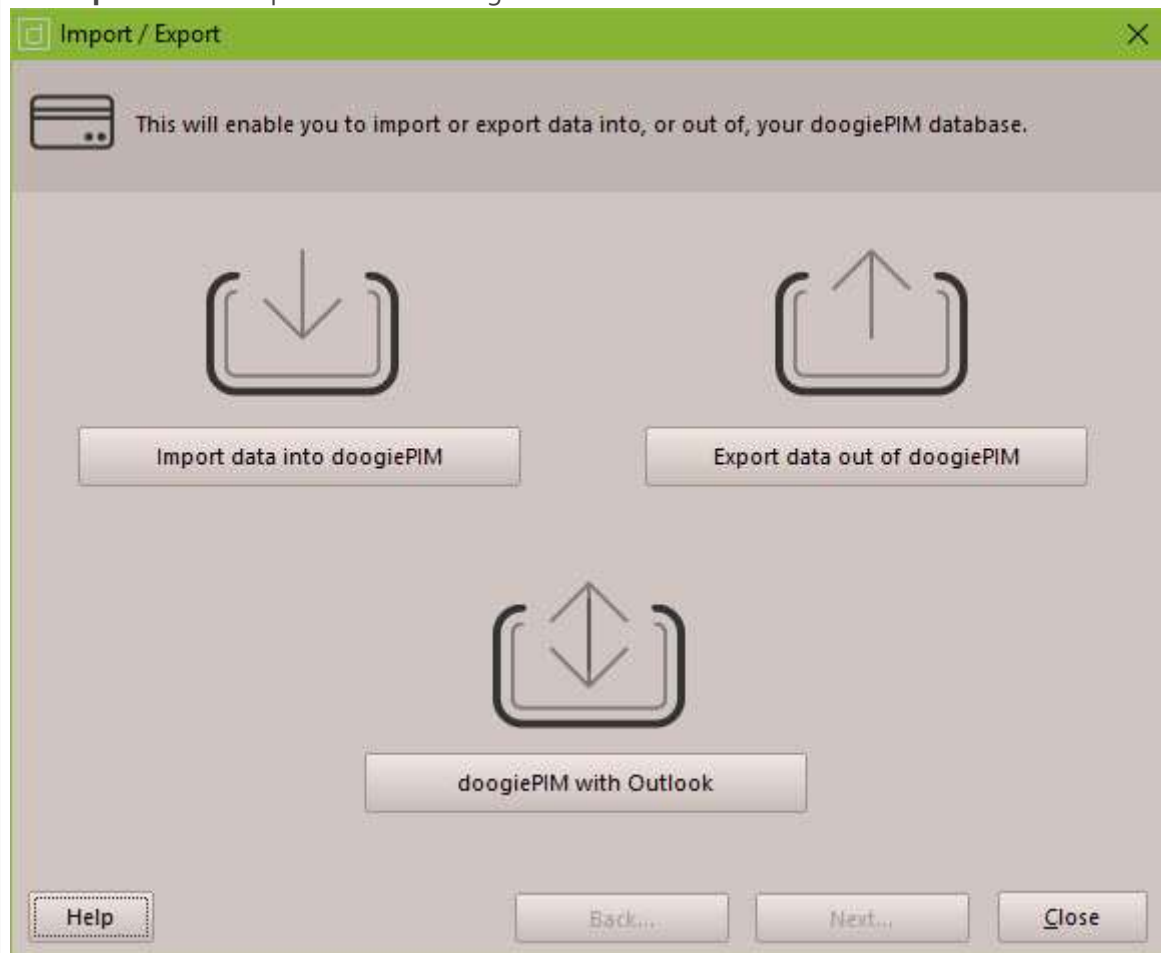 Import / Export
This will enable you to import or export data into, or out of, your doogiePIM database.
Import data into doogiePIM
Export data out of doogiePIM
doogiePIM with Outlook
Help
Back...
Next...
Close